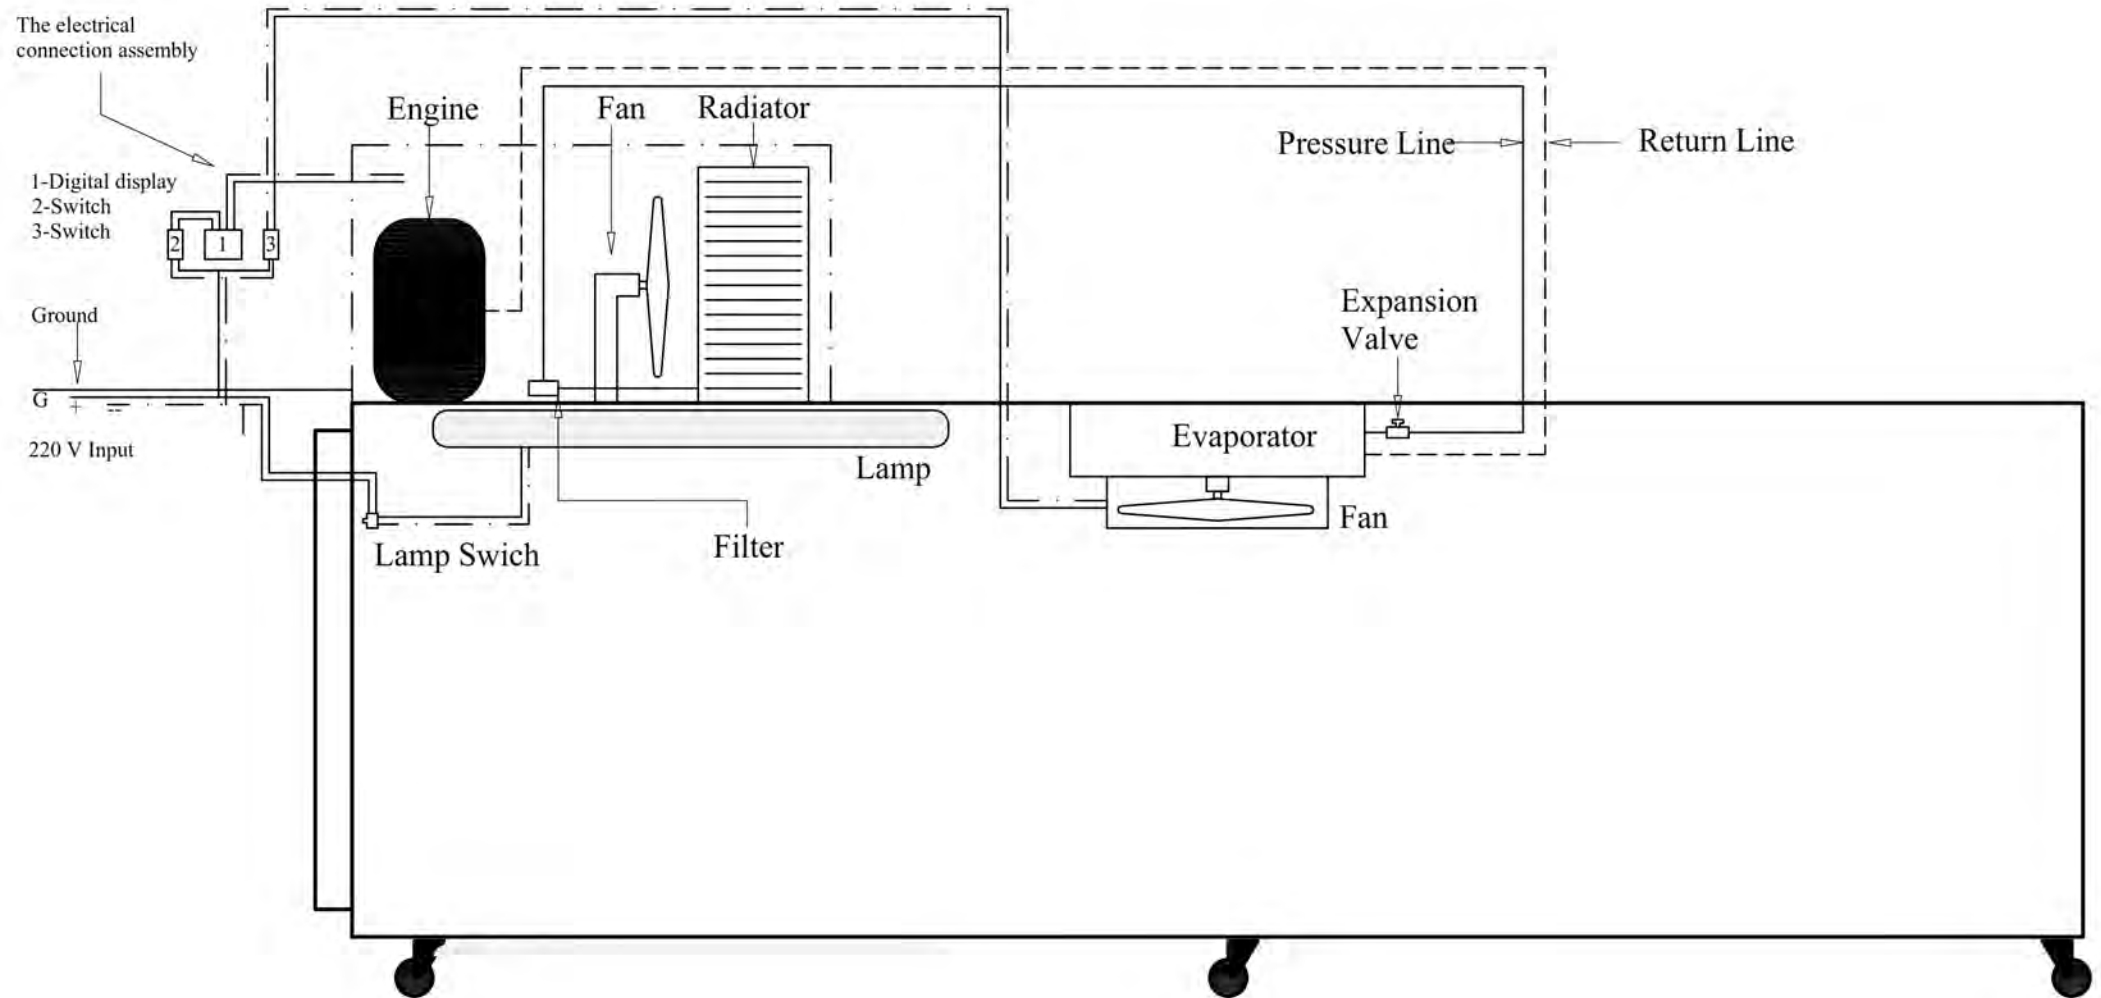 The electrical
connection assembly
Engine
Fan
Radiator
Pressure Line
Return Line
1-Digital display
2-Switch
3-Switch
2
1
3
Ground
Expansion
Valve
G
+
--
220 V Input
Evaporator
Lamp
Fan
Lamp Swich
Filter